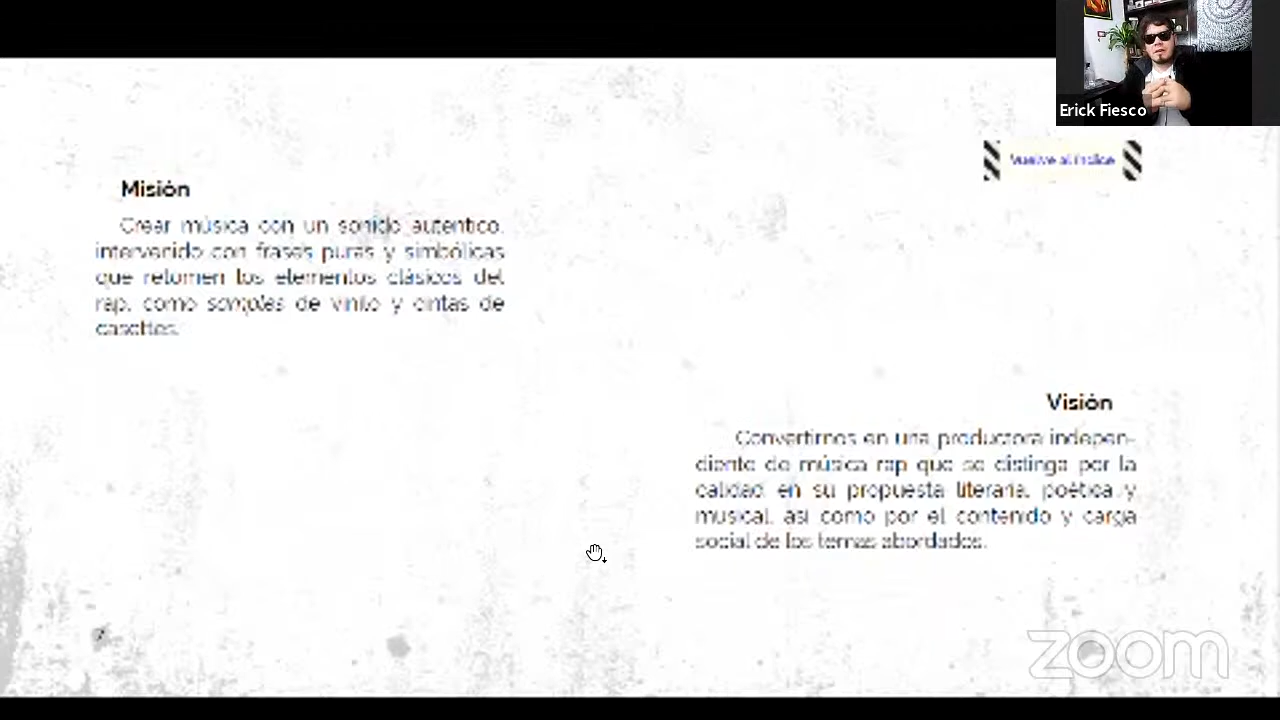 Erick Fiesco
Vuelve al índice
Misión
Crear música con un sonido autentico,
intervenido con frases puras y simbólicas
que retomen los elementos clásicos del
rap, como samples de vinilo y cintas de
casettes.
Visión
Convertirnos en una productora indepen-
diente de música rap que se distinga por la
calidad en su propuesta literaria, poética y
musical, así como por el contenido y carga
social de los temas abordados.
7
zoom